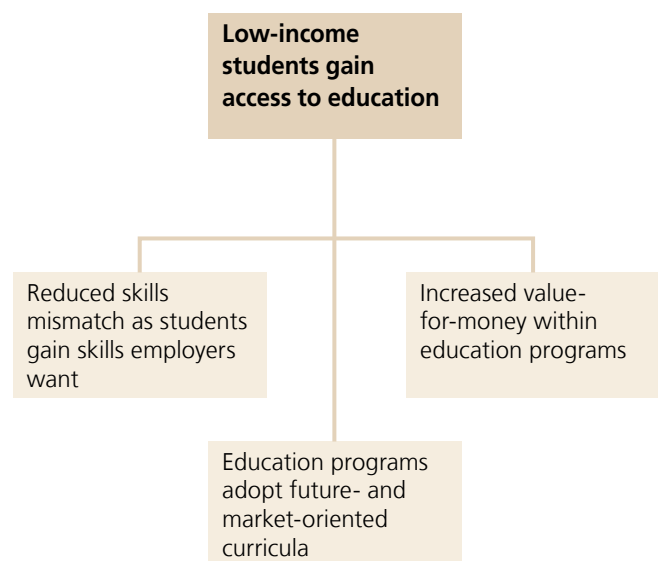 Low-income
students gain
access to education
Reduced skills
mismatch as students
gain skills employers
want
Increased value-
for-money within
education programs
Education programs
adopt future- and
market-oriented
curricula